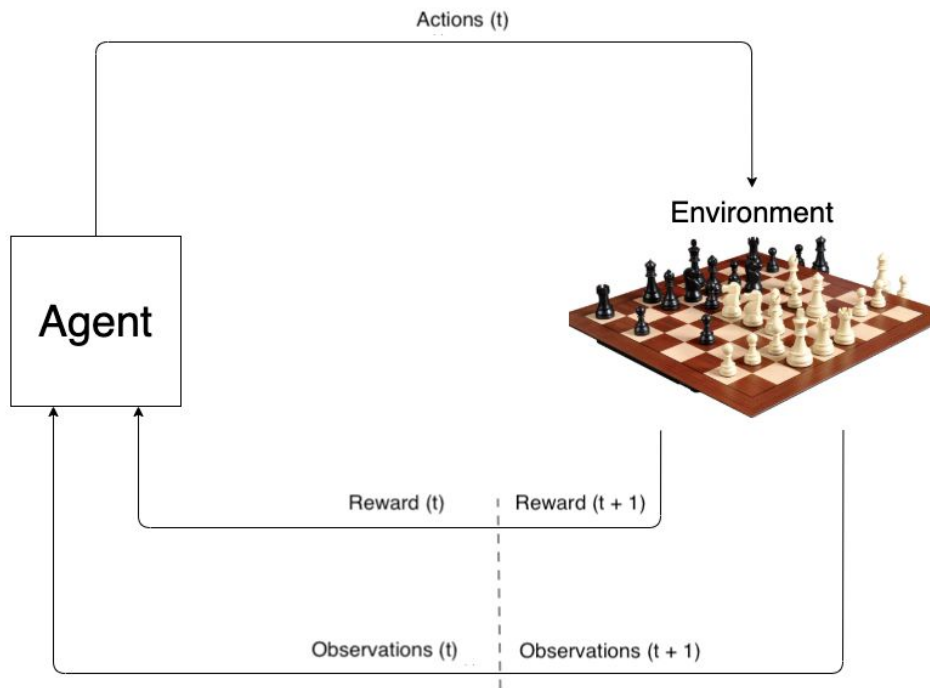 Actions (t)
Environment
Agent
Reward (t)
Reward (t + 1)
Observations (t)
Observations (t + 1)